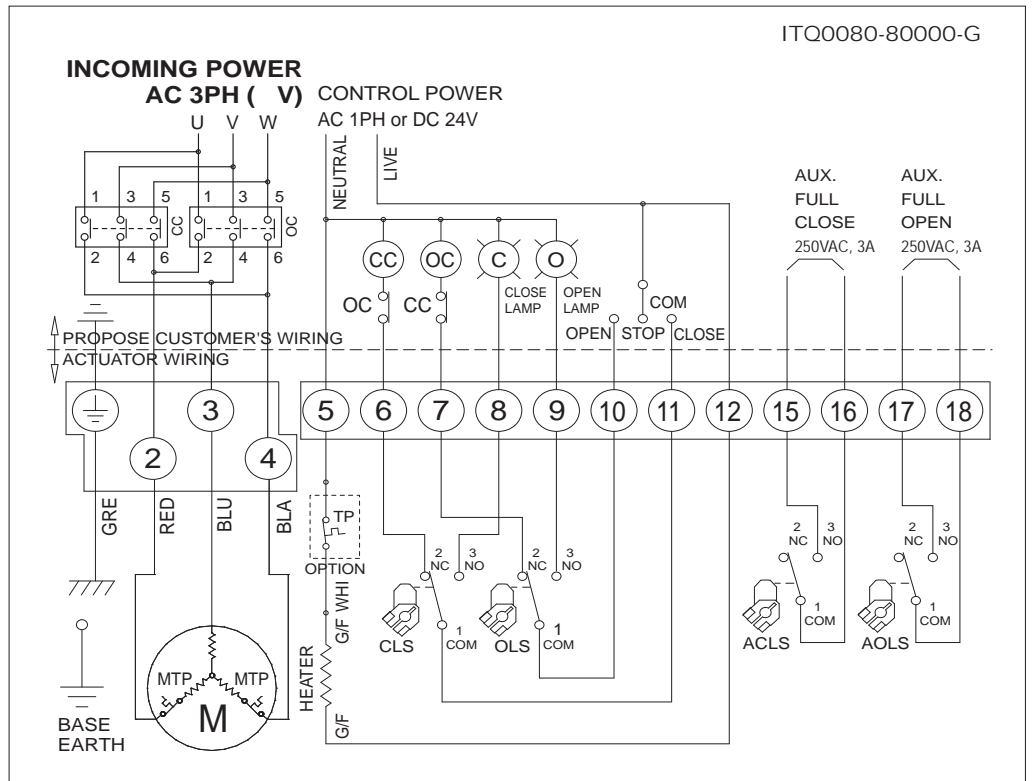 ITQ0080-80000-G
INCOMING POWER
AC 3PH ( V)
U V W
CONTROL POWER
AC 1PH or DC 24V
NEUTRAL
LIVE
1 3 5
CC
2 4 6
1 3 5
OC
2 4 6
CC
OC
C
O
OC
CC
CLOSE
LAMP
OPEN
LAMP
COM
OPEN
STOP
CLOSE
AUX.
FULL
CLOSE
250VAC, 3A
AUX.
FULL
OPEN
250VAC, 3A
PROPOSE CUSTOMER'S WIRING
ACTUATOR WIRING
3
2
4
5 6 7 8 9 10 11 12 15 16 17 18
GRE
RED
BLU
BLA
TP
OPTION
G/F WHI
HEATER
G/F
2
NC
3
NO
1
COM
CLS
2
NC
3
NO
1
COM
OLS
2
NC
3
NO
1
COM
ACLS
2
NC
3
NO
1
COM
AOLS
MTP
MTP
M
BASE
EARTH